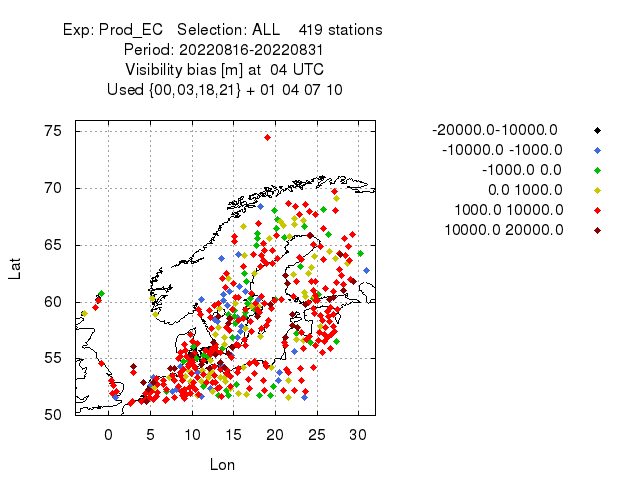 Exp: Prod_EC Selection: ALL 419 stations
Period: 20220816-20220831
Visibility bias [m] at 04 UTC
Used {00,03,18,21} + 01 04 07 10
-20000.0-10000.0
-10000.0 -1000.0
-1000.0 0.0
0.0 1000.0
1000.0 10000.0
10000.0 20000.0
75
70
65
60
55
50
Lat
0 5 10 15 20 25 30
Lon